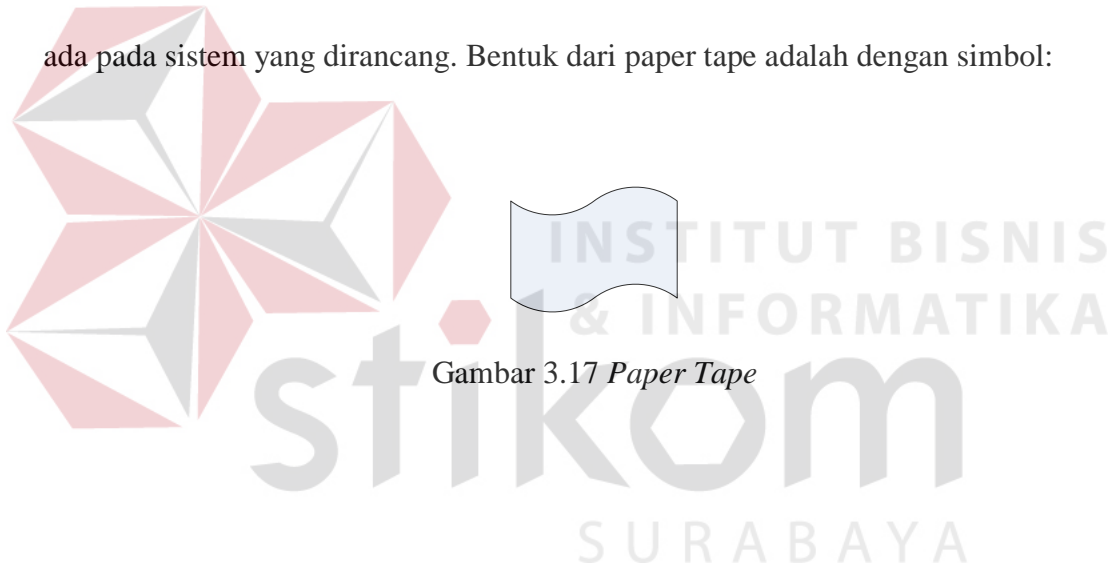 ada pada sistem yang dirancang. Bentuk dari paper tape adalah dengan simbol:
INSTITUT BISNIS
& INFORMATIKA
Gambar 3.17 Paper Tape
stikom
SURABAYA